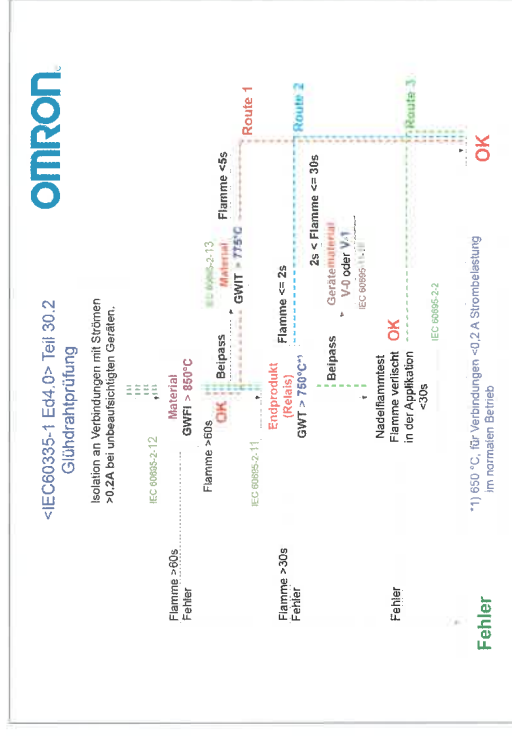 OMRON
<IEC60335-1 Ed4.0> Teil 30.2
Glühdrahtprüfung
Isolation an Verbindungen mit Strömen
>0.2A bei unbeaufsichtigten Geräten.
IEC 60695-2-12
Flamme >60s
Fehler
Material
GWFI > 850°C
Flamme >60s
OK
Beipass
IEC 60695-2-13
Material
GWIT > 775°C
Flamme <5s
Route 1
IEC 60695-2-11
Flamme >30s
Fehler
Endprodukt
(Relais)
GWT > 750°C*¹⁾
Flamme <= 2s
Route 2
Beipass
2s < Flamme <= 30s
Gerätematerial
V-0 oder V-1
IEC 60695-11-10
Fehler
Nadelflammtest
Flamme verlischt
in der Applikation
<30s
OK
Route 3
IEC 60695-2-2
Fehler
*1) 650 °C, für Verbindungen <0,2 A Strombelastung
im normalen Betrieb
OK